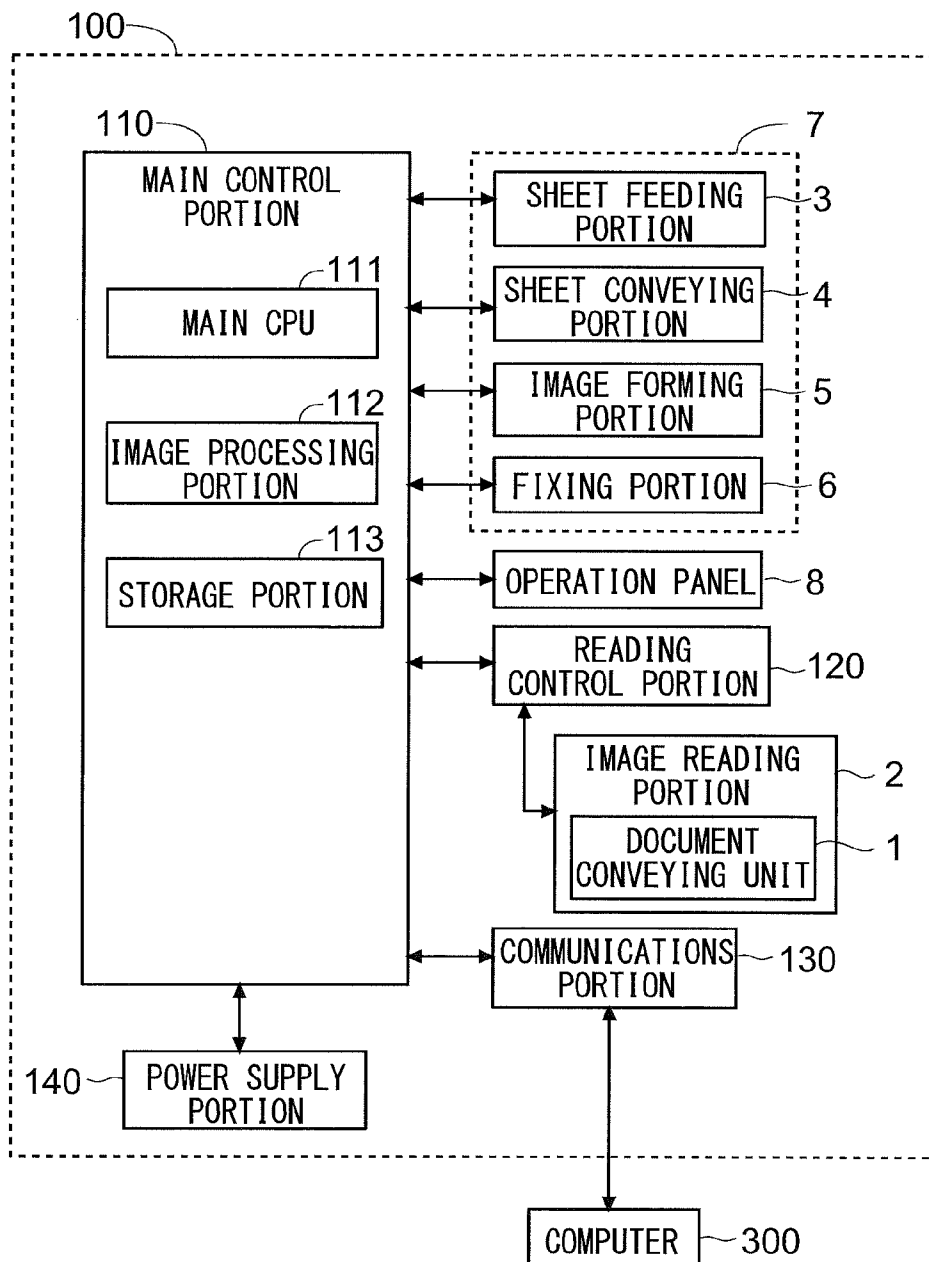 100
110
MAIN CONTROL
PORTION
111
MAIN CPU
112
IMAGE PROCESSING
PORTION
113
STORAGE PORTION
7
SHEET FEEDING
PORTION
3
SHEET CONVEYING
PORTION
4
IMAGE FORMING
PORTION
5
FIXING PORTION
6
OPERATION PANEL
8
READING
CONTROL PORTION
120
IMAGE READING
PORTION
2
DOCUMENT
CONVEYING UNIT
1
COMMUNICATIONS
PORTION
130
140
POWER SUPPLY
PORTION
COMPUTER
300